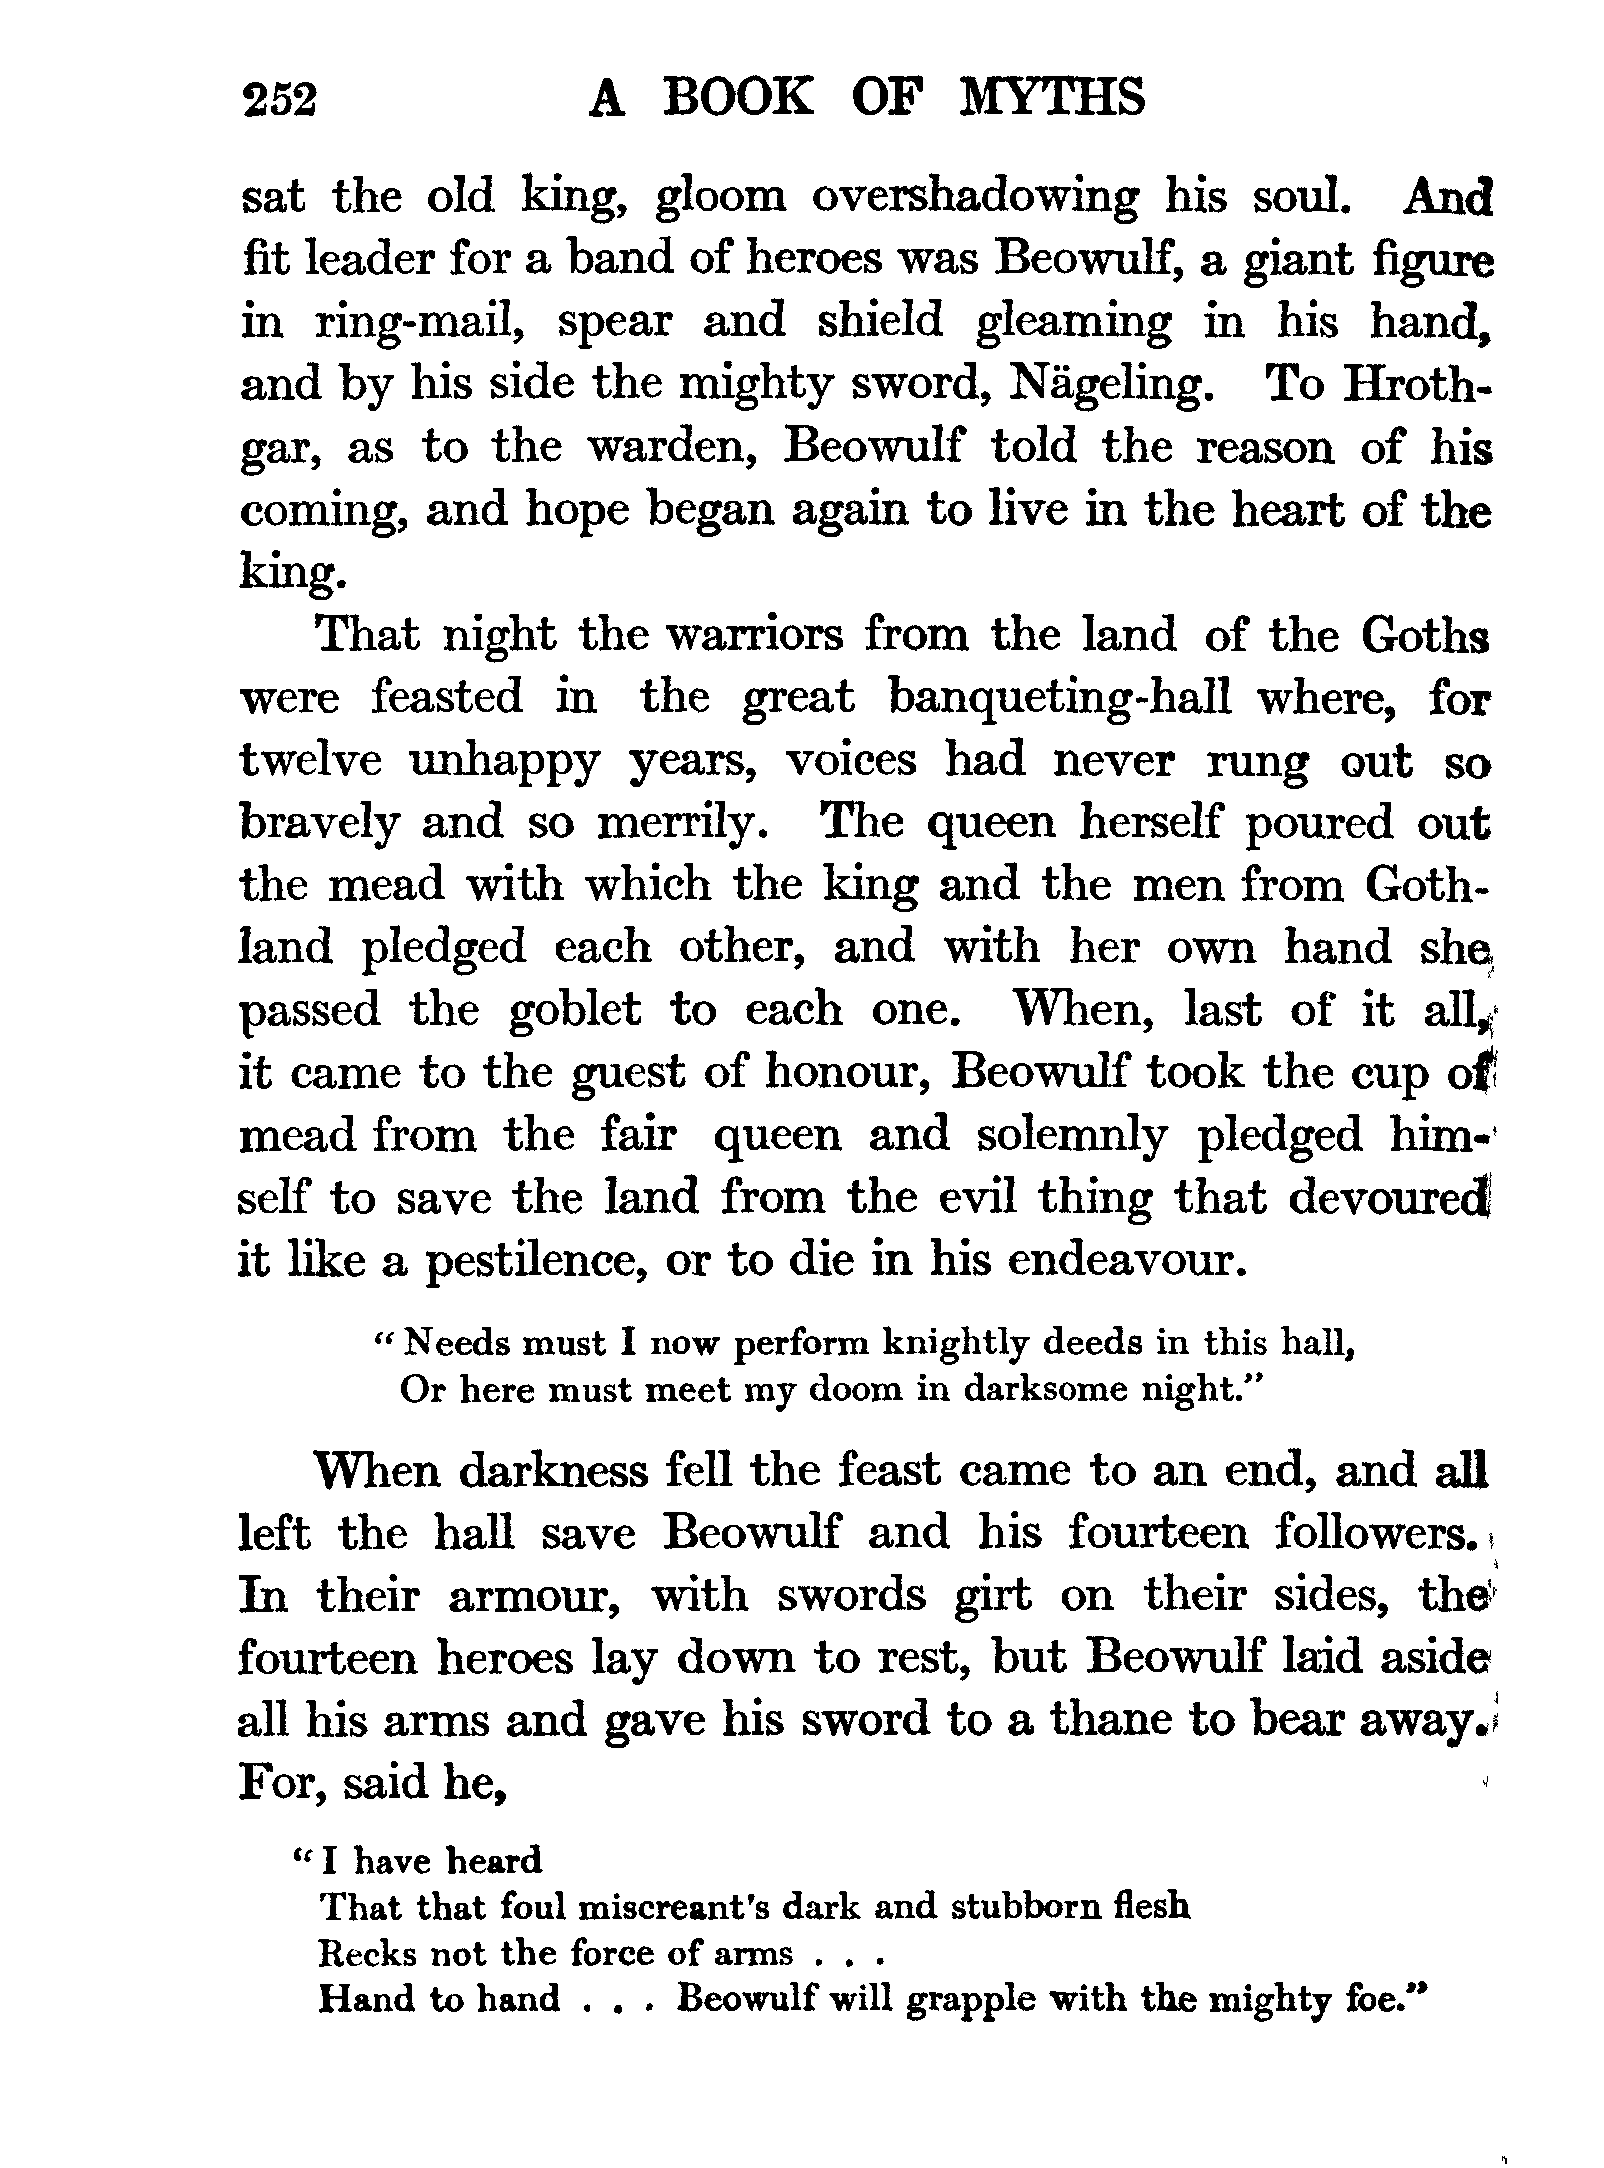 252 A BOOK OF MYTHS
sat the old king, gloom overshadowing his soul. And
fit leader for a band of heroes was Beowulf, a giant figure
in ring-mail, spear and shield gleaming in his hand,
and by his side the mighty sword, Nägeling. To Hroth-
gar, as to the warden, Beowulf told the reason of his
coming, and hope began again to live in the heart of the
king.
That night the warriors from the land of the Goths
were feasted in the great banqueting-hall where, for
twelve unhappy years, voices had never rung out so
bravely and so merrily. The queen herself poured out
the mead with which the king and the men from Goth-
land pledged each other, and with her own hand she
passed the goblet to each one. When, last of it all,
it came to the guest of honour, Beowulf took the cup of
mead from the fair queen and solemnly pledged him-
self to save the land from the evil thing that devoured
it like a pestilence, or to die in his endeavour.
“Needs must I now perform knightly deeds in this hall,
Or here must meet my doom in darksome night.”
When darkness fell the feast came to an end, and all
left the hall save Beowulf and his fourteen followers.
In their armour, with swords girt on their sides, the
fourteen heroes lay down to rest, but Beowulf laid aside
all his arms and gave his sword to a thane to bear away.
For, said he,
“I have heard
That that foul miscreant's dark and stubborn flesh
Recks not the force of arms . . .
Hand to hand . . . Beowulf will grapple with the mighty foe.”